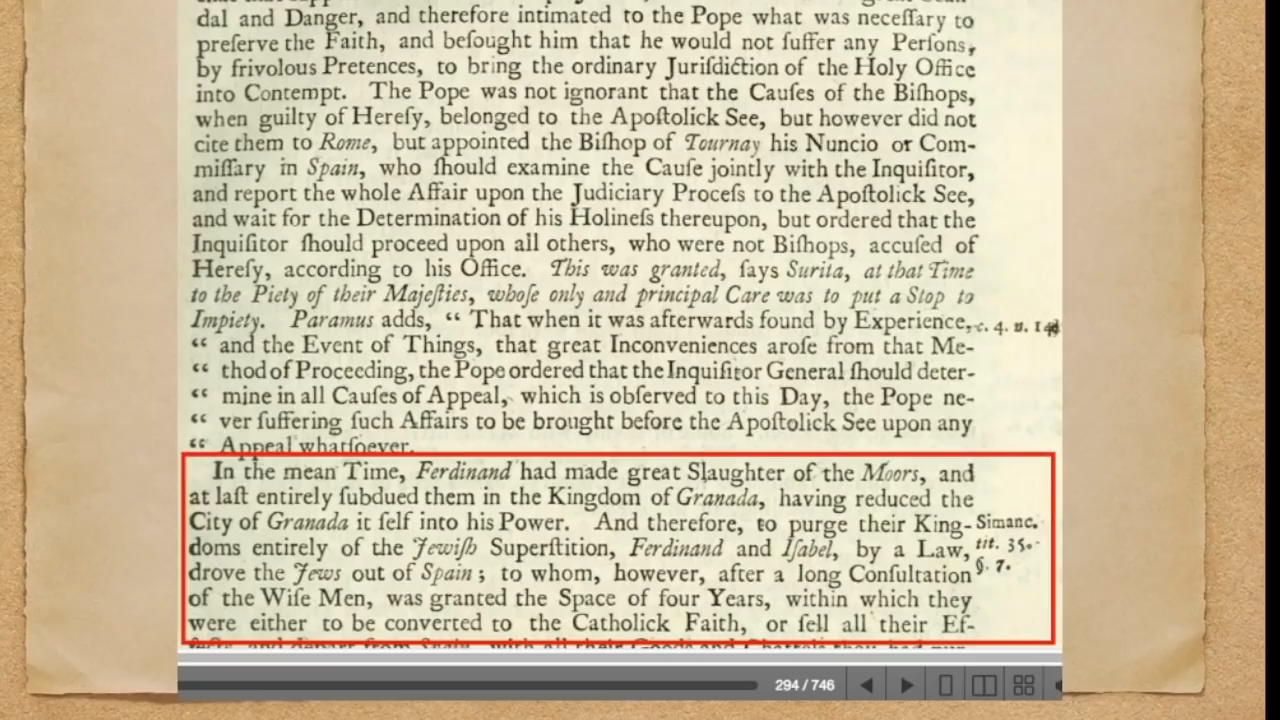 dal and Danger, and therefore intimated to the Pope what was neceſſary to
preſerve the Faith, and beſought him that he would not ſuffer any Perſons,
by frivolous Pretences, to bring the ordinary Juriſdiction of the Holy Office
into Contempt. The Pope was not ignorant that the Cauſes of the Biſhops,
when guilty of Hereſy, belonged to the Apoſtolick See, but however did not
cite them to Rome, but appointed the Biſhop of Tournay his Nuncio or Com-
miſſary in Spain, who ſhould examine the Cauſe jointly with the Inquiſitor,
and report the whole Affair upon the Judiciary Proceſs to the Apoſtolick See,
and wait for the Determination of his Holineſs thereupon, but ordered that the
Inquiſitor ſhould proceed upon all others, who were not Biſhops, accuſed of
Hereſy, according to his Office. This was granted, ſays Surita, at that Time
to the Piety of their Majeſties, whoſe only and principal Care was to put a Stop to
Impiety. Paramus adds, “ That when it was afterwards found by Experience, c. 4. n. 14
“ and the Event of Things, that great Inconveniences aroſe from that Me-
“ thod of Proceeding, the Pope ordered that the Inquiſitor General ſhould deter-
“ mine in all Cauſes of Appeal, which is obſerved to this Day, the Pope ne-
“ ver ſuffering ſuch Affairs to be brought before the Apoſtolick See upon any
“ Appeal whatſoever.
In the mean Time, Ferdinand had made great Slaughter of the Moors, and
at laſt entirely ſubdued them in the Kingdom of Granada, having reduced the
City of Granada it ſelf into his Power. And therefore, to purge their King- Simanc.
doms entirely of the Jewiſh Superſtition, Ferdinand and Iſabel, by a Law, tit. 35.
drove the Jews out of Spain ; to whom, however, after a long Conſultation §. 7.
of the Wiſe Men, was granted the Space of four Years, within which they
were either to be converted to the Catholick Faith, or ſell all their Ef-
294 / 746